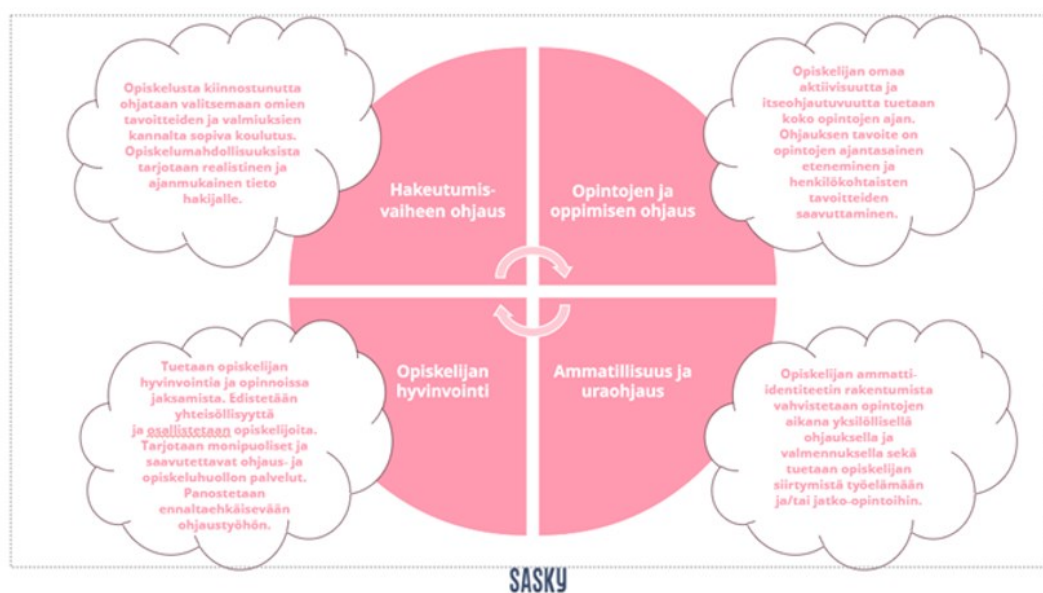 Opiskelusta kiinnostunutta
ohjataan valitsemaan omien
tavoitteiden ja valmiuksien
kannalta sopiva koulutus.
Opiskelumahdollisuuksista
tarjotaan realistinen ja
ajanmukainen tieto
hakijalle.
Hakeutumis-
vaiheen ohjaus
Opintojen ja
oppimisen ohjaus
Opiskelijan omaa
aktiivisuutta ja
itseohjautuvuutta tuetaan
koko opintojen ajan.
Ohjauksen tavoite on
opintojen ajantasainen
eteneminen ja
henkilökohtaisten
tavoitteiden
saavuttaminen.
Tuetaan opiskelijan
hyvinvointia ja opinnoissa
jaksamista. Edistetään
yhteisöllisyyttä
ja osallistetaan opiskelijoita.
Tarjotaan monipuoliset ja
saavutettavat ohjaus- ja
opiskeluhuollon palvelut.
Panostetaan
ennaltaehkäisevään
ohjaustyöhön.
Opiskelijan
hyvinvointi
Ammatillisuus ja
uraohjaus
Opiskelijan ammatti-
identiteetin rakentumista
vahvistetaan opintojen
aikana yksilöllisellä
ohjauksella ja
valmennuksella sekä
tuetaan opiskelijan
siirtymistä työelämään
ja/tai jatko-opintoihin.
SASKY